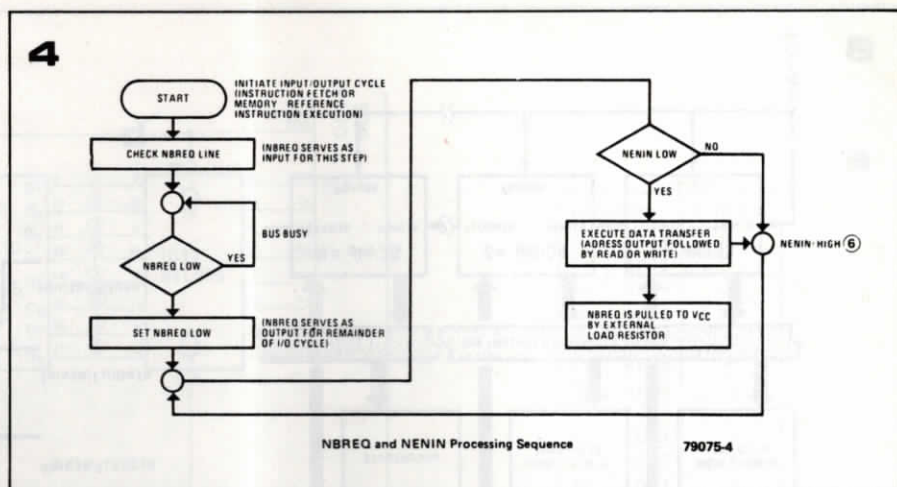 4
START
INITIATE INPUT/OUTPUT CYCLE
(INSTRUCTION FETCH OR
MEMORY REFERENCE
INSTRUCTION EXECUTION)
CHECK NBREQ LINE
(NBREQ SERVES AS
INPUT FOR THIS STEP)
BUS BUSY
NBREQ LOW
YES
SET NBREQ LOW
(NBREQ SERVES AS
OUTPUT FOR REMAINDER
OF I/O CYCLE)
NENIN LOW
NO
YES
EXECUTE DATA TRANSFER
(ADRESS OUTPUT FOLLOWED
BY READ OR WRITE)
NENIN-HIGH 6
NBREQ IS PULLED TO VCC
BY EXTERNAL
LOAD RESISTOR
NBREQ and NENIN Processing Sequence
79075-4